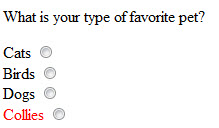 What is your type of favorite pet?
Cats
Birds
Dogs
Collies